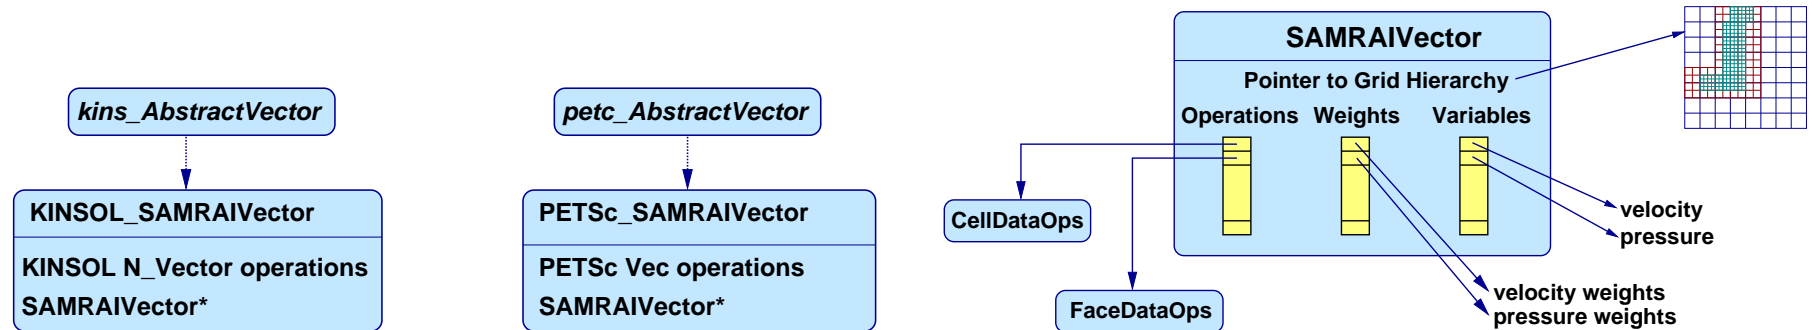 kins_AbstractVector
KINSOL_SAMRAIVector
KINSOL N_Vector operations
SAMRAIVector*
petc_AbstractVector
PETSc_SAMRAIVector
PETSc Vec operations
SAMRAIVector*
SAMRAIVector
Pointer to Grid Hierarchy
Operations Weights Variables
CellDataOps
FaceDataOps
velocity
pressure
velocity weights
pressure weights